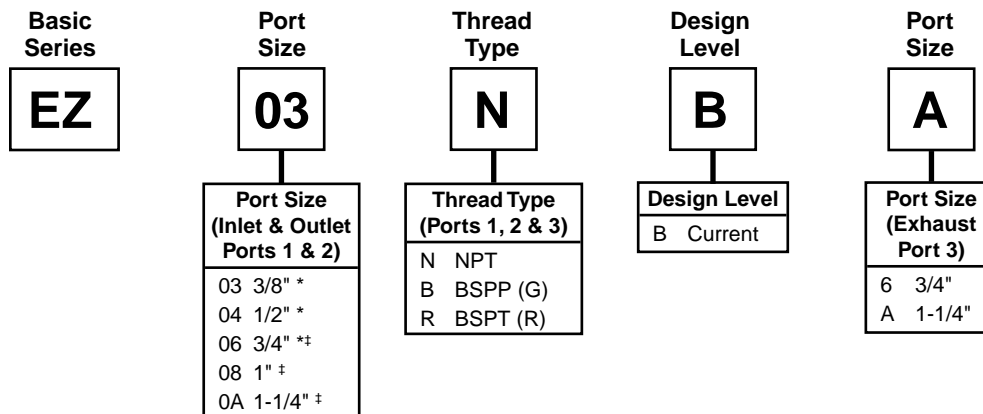 Basic
Series
Port
Size
Thread
Type
Design
Level
Port
Size
EZ
03
N
B
A
Port Size
(Inlet & Outlet
Ports 1 & 2)
03 3/8" *
04 1/2" *
06 3/4" *‡
08 1" ‡
0A 1-1/4" ‡
Thread Type
(Ports 1, 2 & 3)
N NPT
B BSPP (G)
R BSPT (R)
Design Level
B Current
Port Size
(Exhaust
Port 3)
6 3/4"
A 1-1/4"